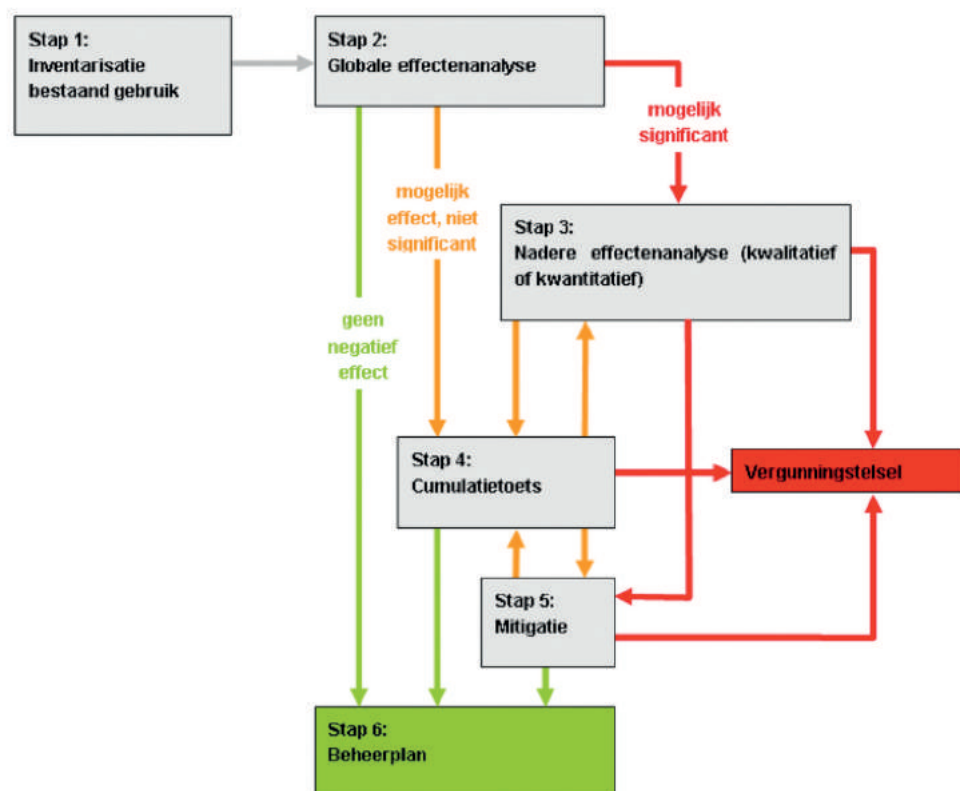 Stap 1:
Inventarisatie
bestaand gebruik
Stap 2:
Globale effectenanalyse
mogelijk
significant
mogelijk
effect, niet
significant
Stap 3:
Nadere effectenanalyse (kwalitatief
of kwantitatief)
geen
negatief
effect
Stap 4:
Cumulatietoets
Vergunningstelsel
Stap 5:
Mitigatie
Stap 6:
Beheerplan